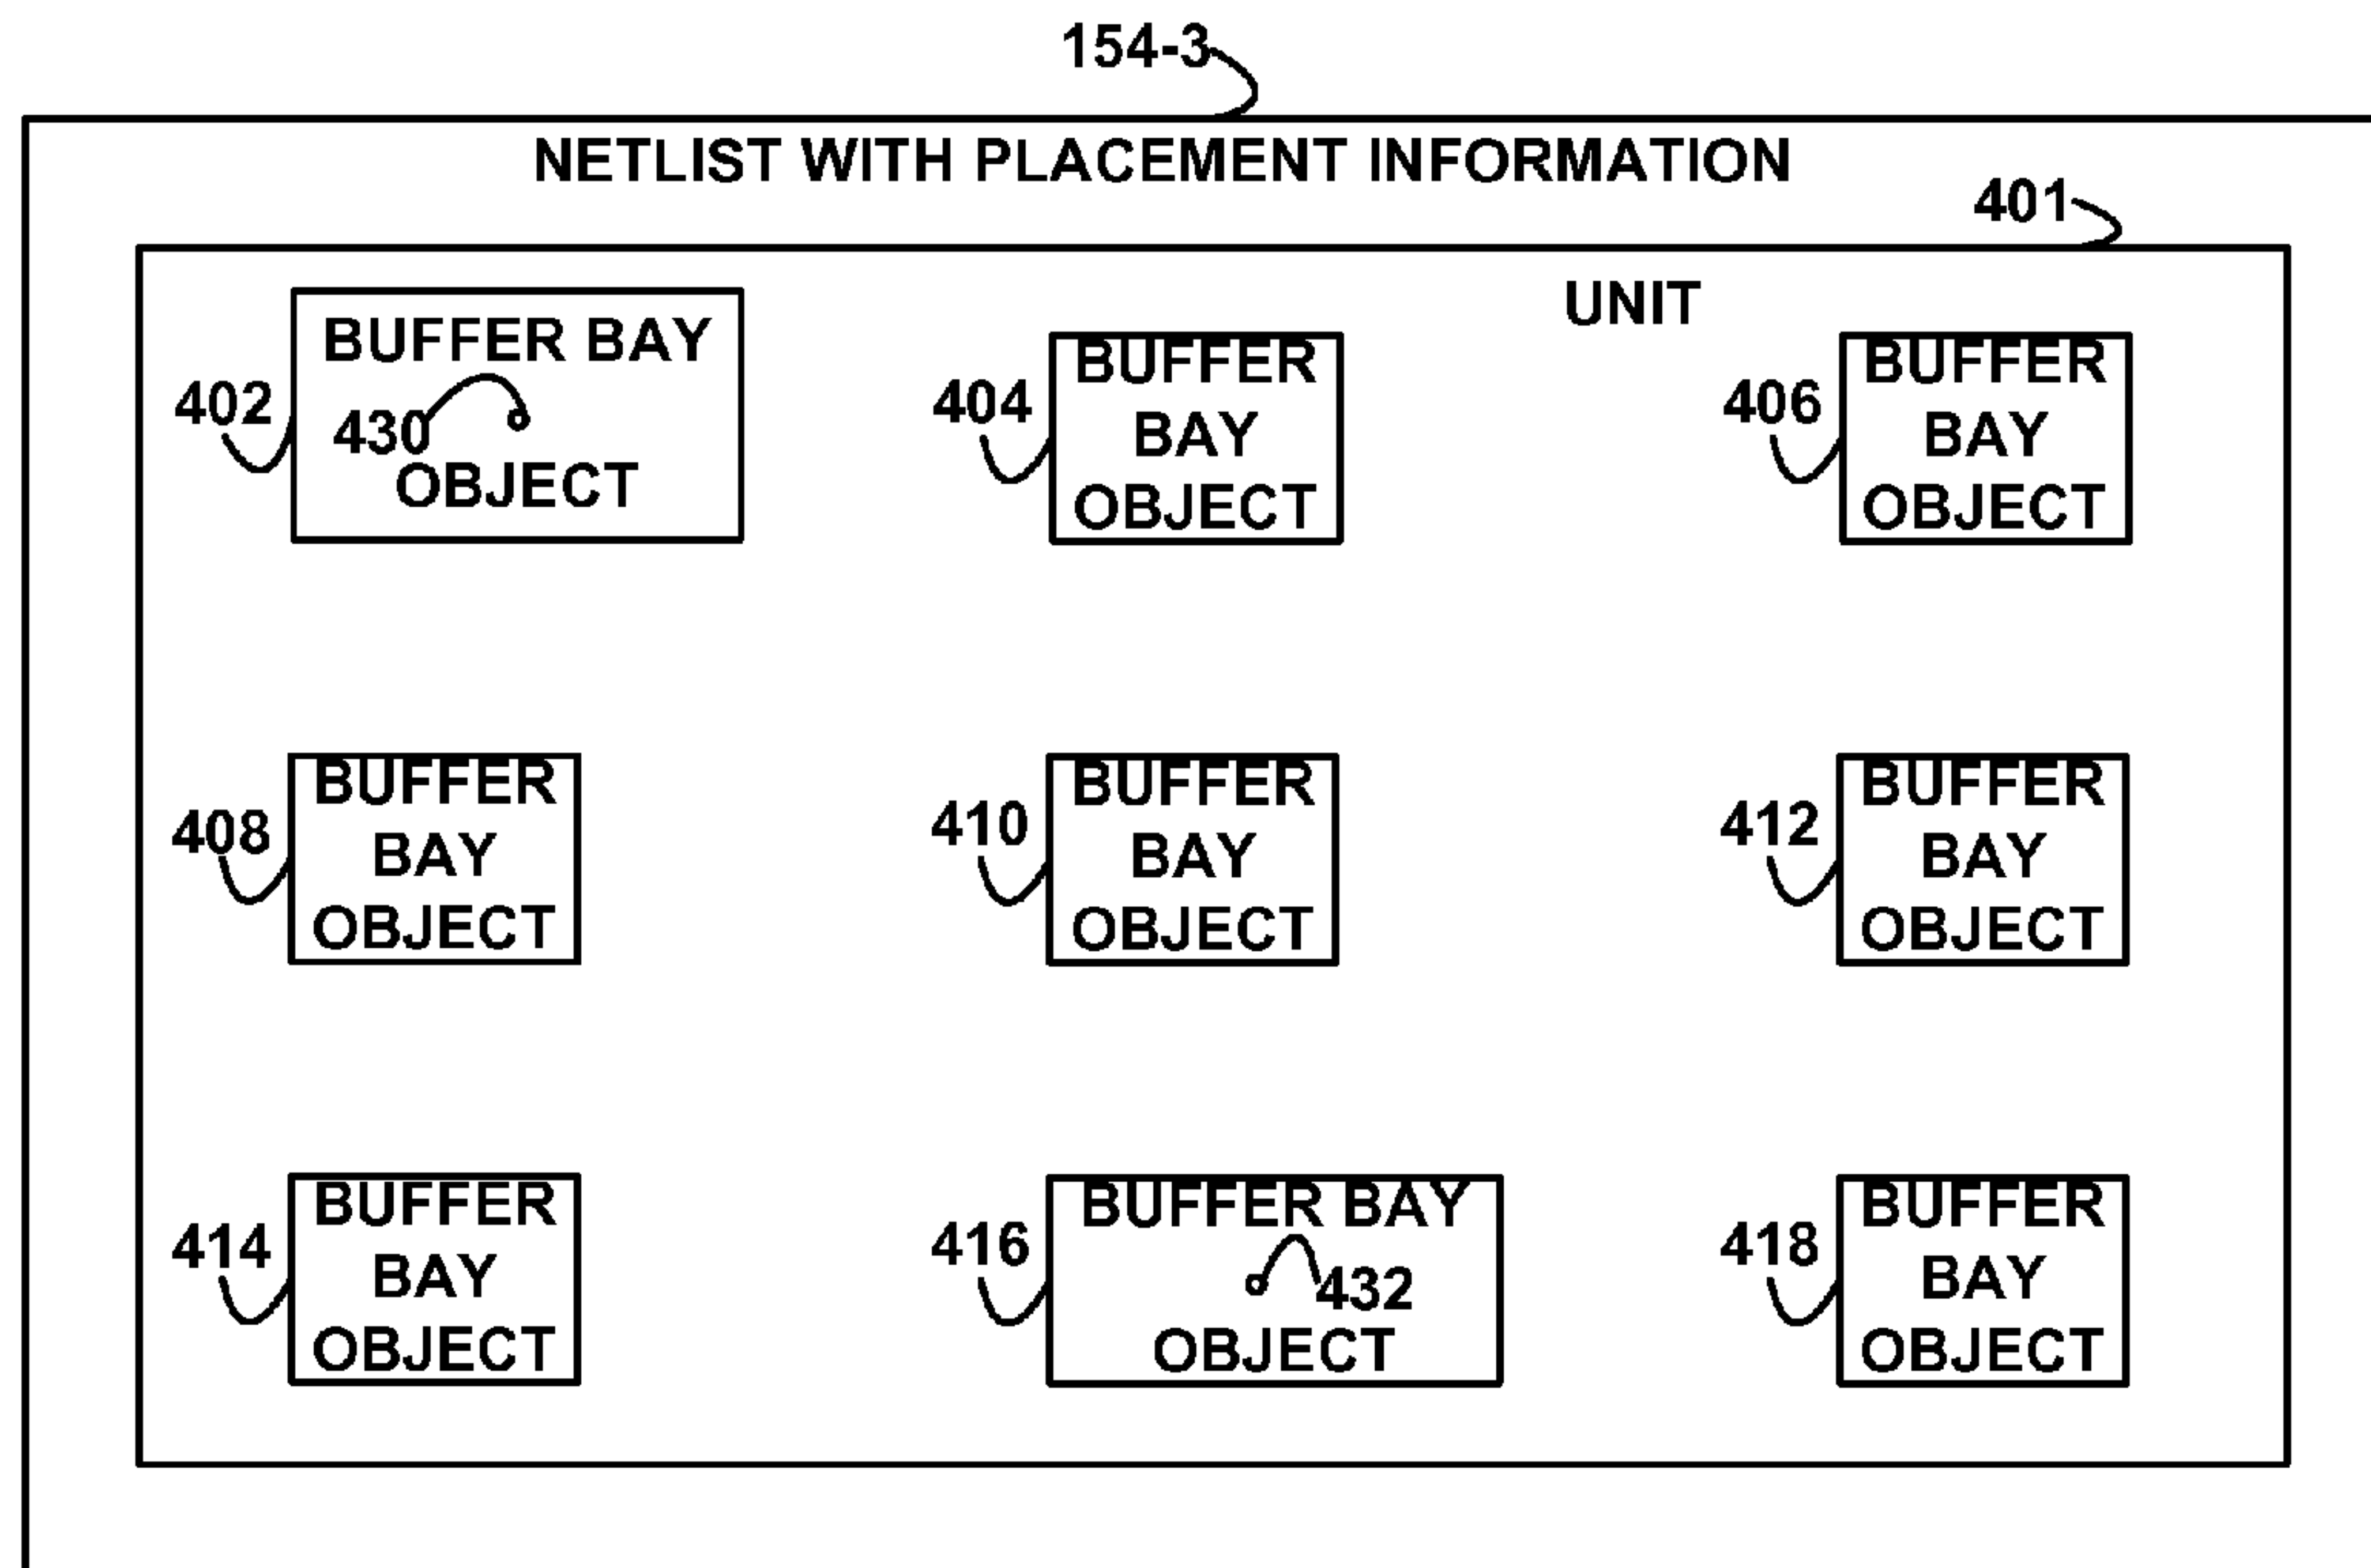 154-3
NETLIST WITH PLACEMENT INFORMATION
401
UNIT
BUFFER BAY
402
430
OBJECT
BUFFER
404
BAY
OBJECT
BUFFER
406
BAY
OBJECT
BUFFER
408
BAY
OBJECT
BUFFER
410
BAY
OBJECT
BUFFER
412
BAY
OBJECT
BUFFER
414
BAY
OBJECT
BUFFER BAY
416
432
OBJECT
BUFFER
418
BAY
OBJECT